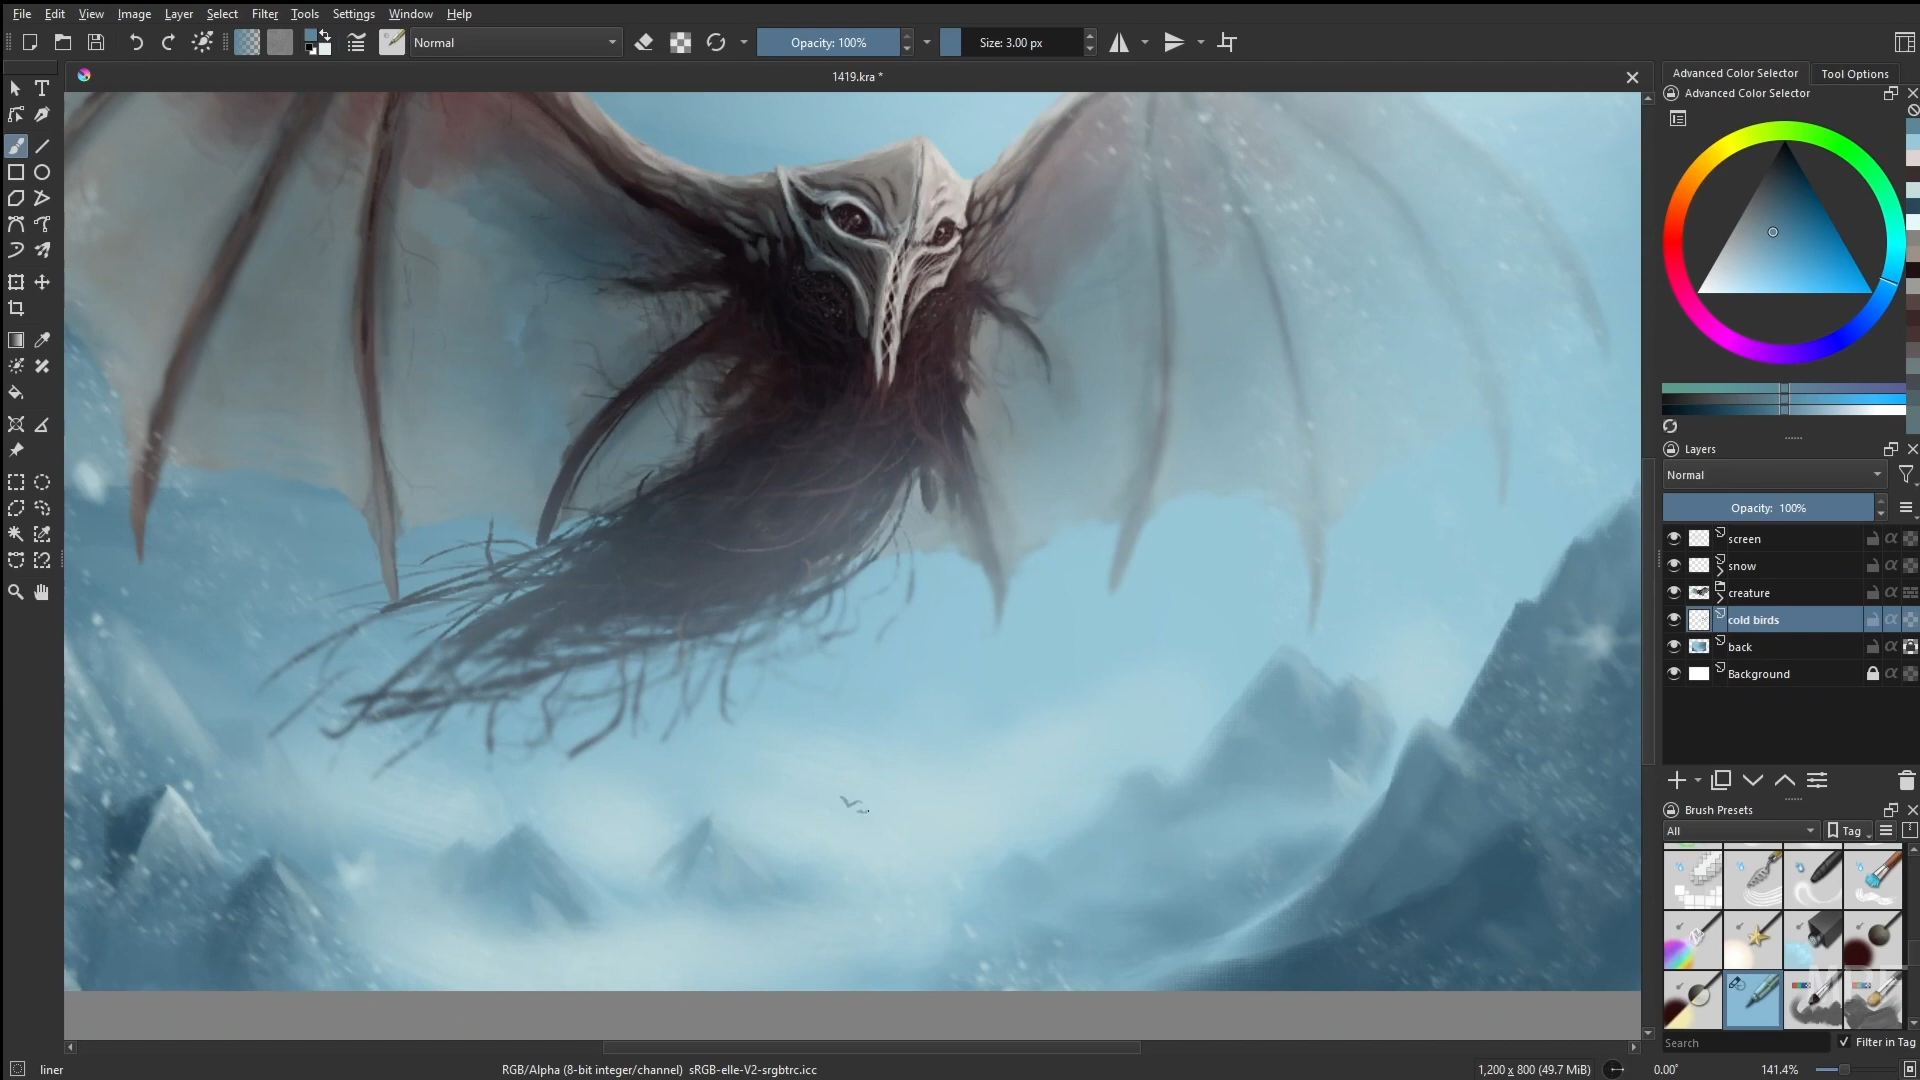 File Edit View Image Layer Select Filter Tools Settings Window Help
Normal
Opacity: 100%
Size: 3.00 px
1419.kra *
Advanced Color Selector
Tool Options
Advanced Color Selector
Layers
Normal
Opacity: 100%
screen
snow
creature
cold birds
back
Background
Brush Presets
All
Tag
Search
Filter in Tag
liner
RGB/Alpha (8-bit integer/channel) sRGB-elle-V2-srgbtrc.icc
1,200 x 800 (49.7 MiB)
0.00°
141.4%